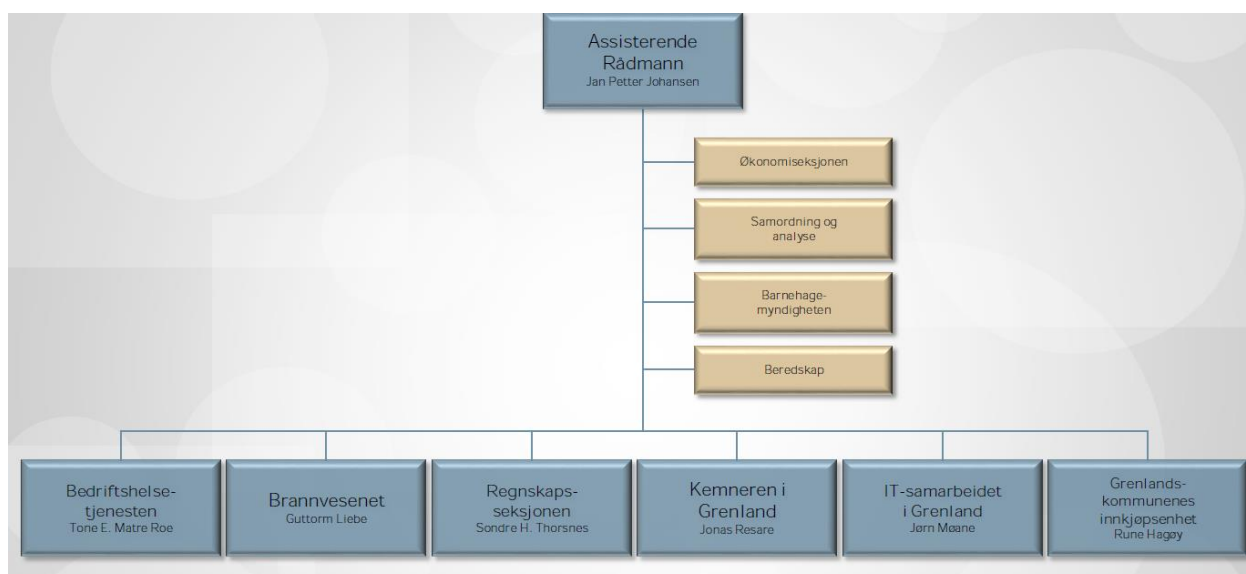 Assisterende
Rådmann
Jan Petter Johansen
Økonomiseksjonen
Samordning og
analyse
Barnehage-
myndigheten
Beredskap
Bedriftshelse-
tjenesten
Tone E. Matre Roe
Brannvesenet
Guttorm Liebe
Regnskaps-
seksjonen
Sondre H. Thorsnes
Kemneren i
Grenland
Jonas Resare
IT-samarbeidet
i Grenland
Jørn Møane
Grenlands-
kommunenes
innkjøpsenhet
Rune Hagøy